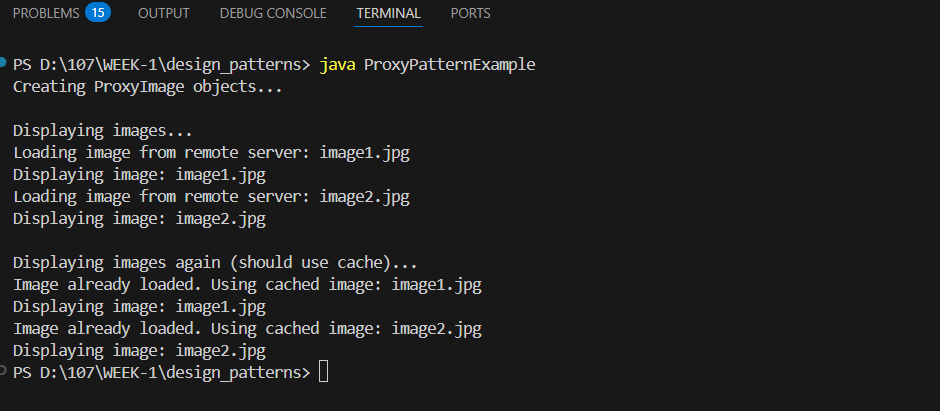 PROBLEMS 15 OUTPUT DEBUG CONSOLE TERMINAL PORTS
PS D:\107\WEEK-1\design_patterns> java ProxyPatternExample
Creating ProxyImage objects...
Displaying images...
Loading image from remote server: image1.jpg
Displaying image: image1.jpg
Loading image from remote server: image2.jpg
Displaying image: image2.jpg
Displaying images again (should use cache)...
Image already loaded. Using cached image: image1.jpg
Displaying image: image1.jpg
Image already loaded. Using cached image: image2.jpg
Displaying image: image2.jpg
PS D:\107\WEEK-1\design_patterns>